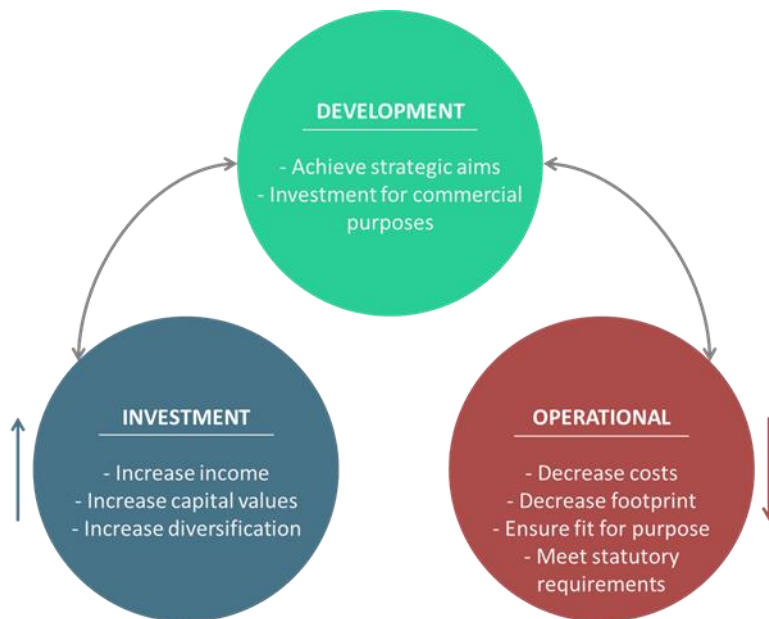 DEVELOPMENT
- Achieve strategic aims
- Investment for commercial
purposes
INVESTMENT
- Increase income
- Increase capital values
- Increase diversification
OPERATIONAL
- Decrease costs
- Decrease footprint
- Ensure fit for purpose
- Meet statutory
requirements